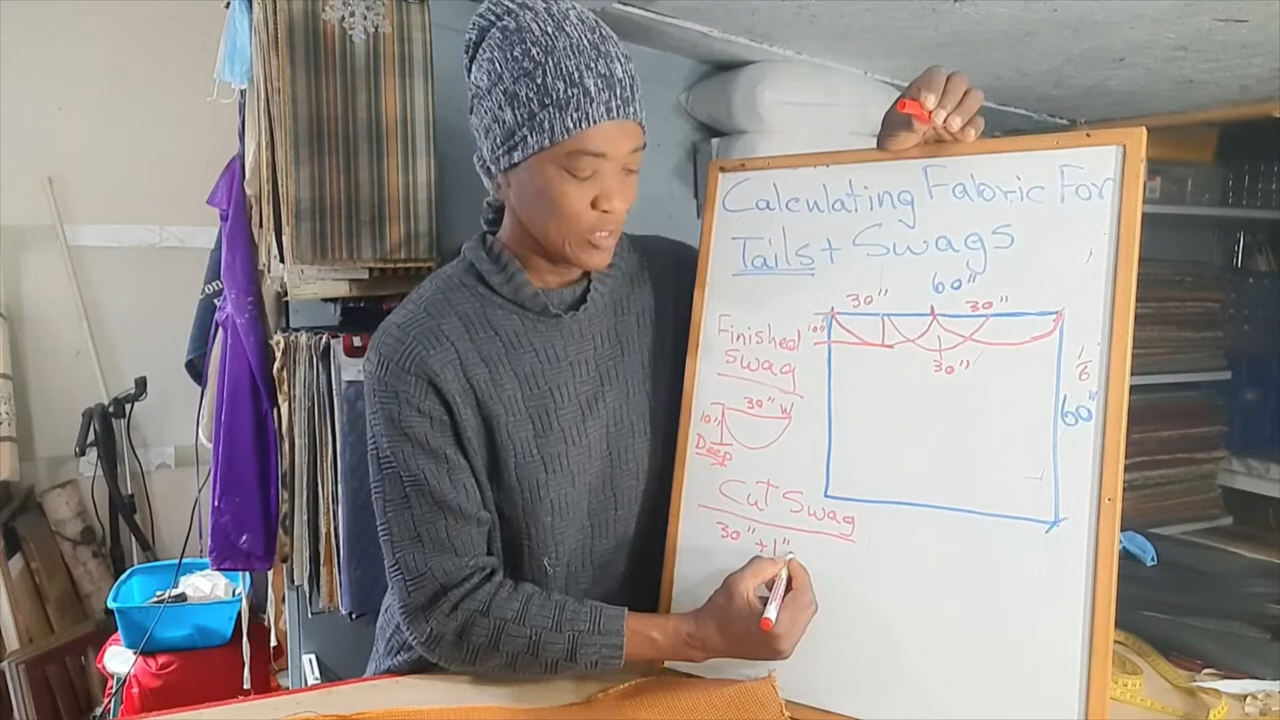 Calculating Fabric For
Tails + Swags
60"
30" 30"
10"
Finished
Swag
30"
1/6
60"
30" W
10"
Deep
Cut Swag
30" + 1"